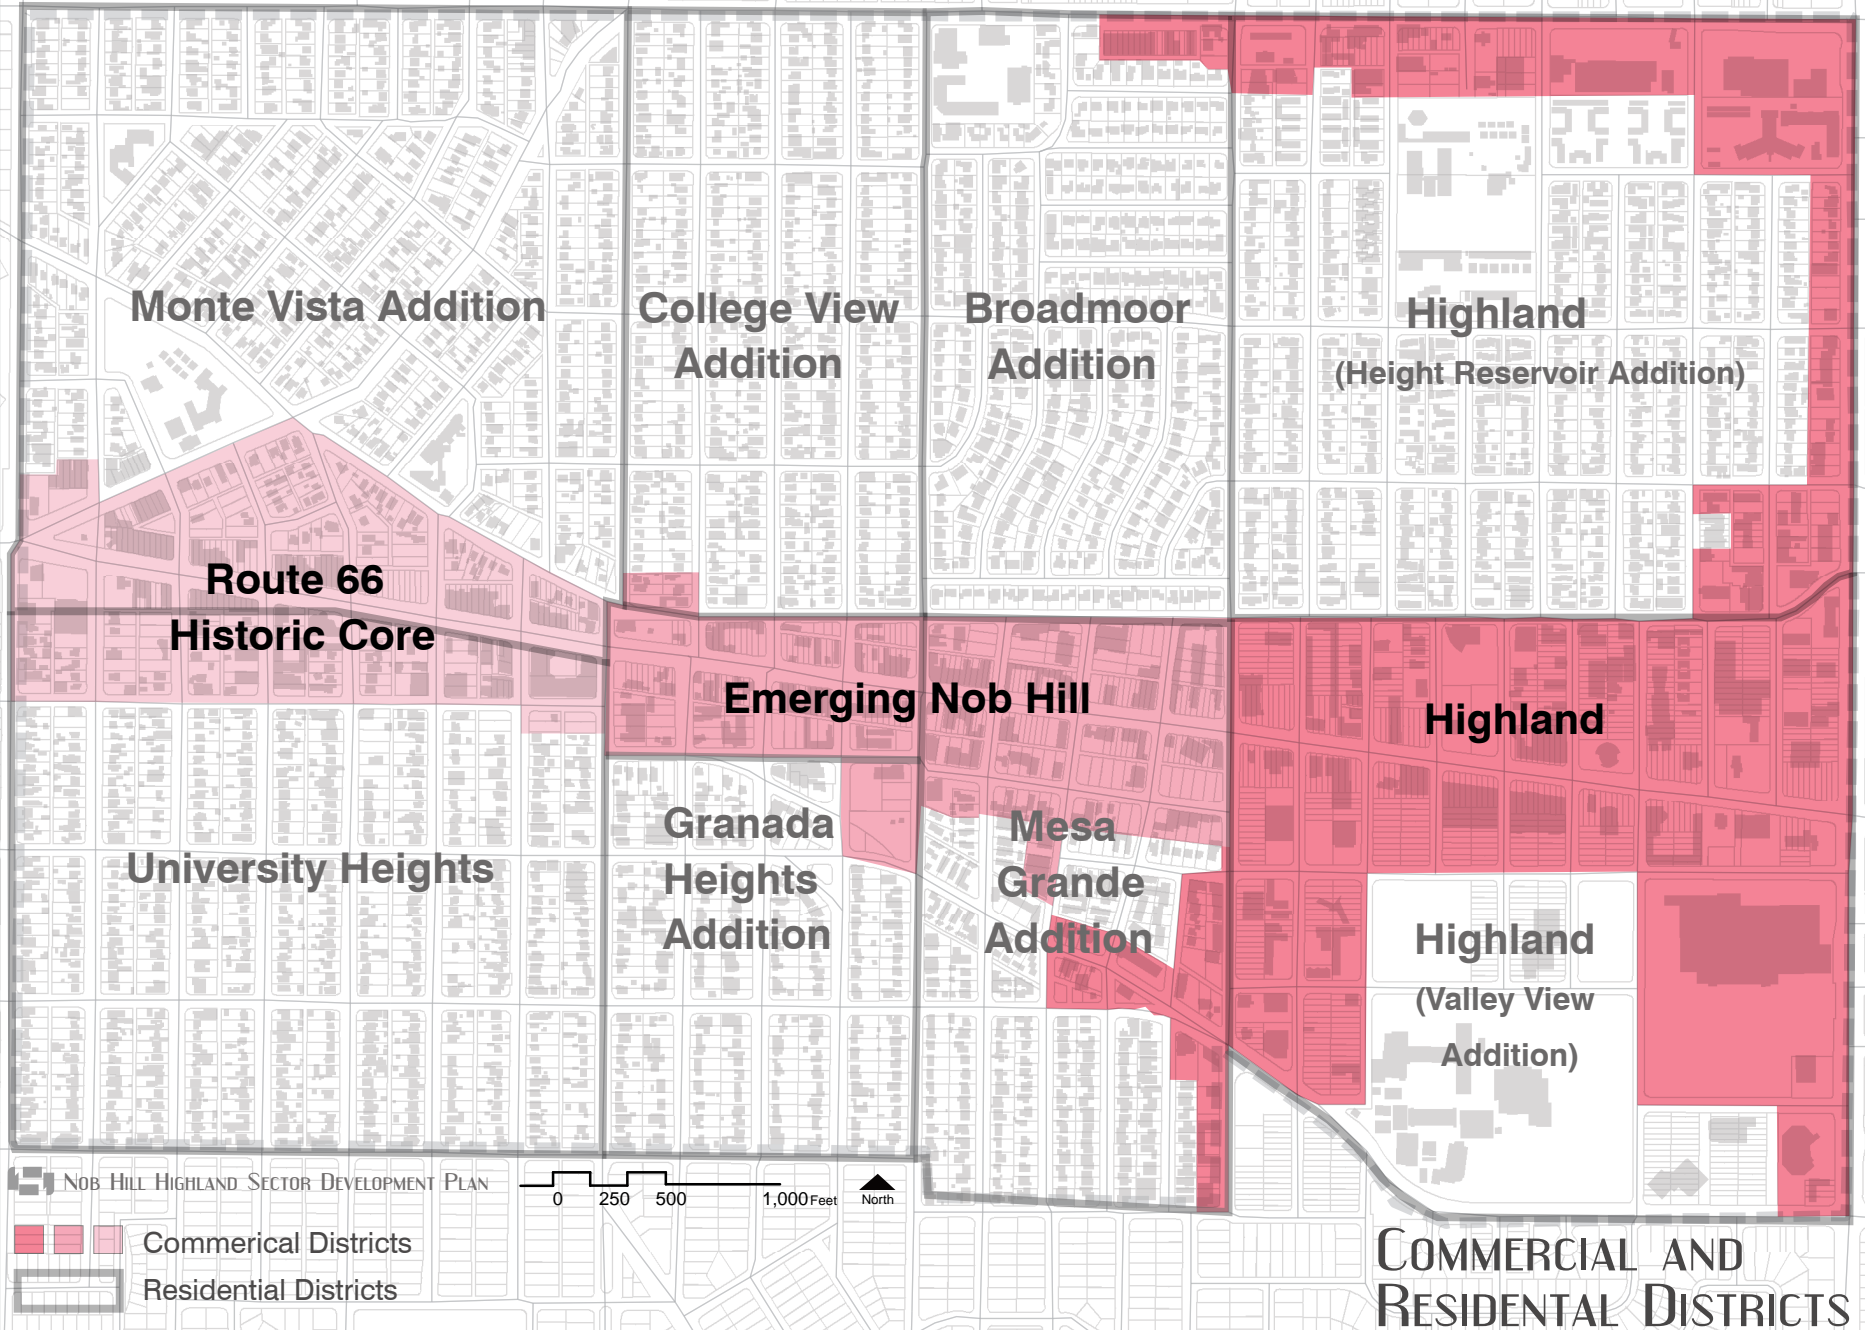 Monte Vista Addition
College View
Addition
Broadmoor
Addition
Highland
(Height Reservoir Addition)
Route 66
Historic Core
Emerging Nob Hill
Highland
University Heights
Granada
Heights
Addition
Mesa
Grande
Addition
Highland
(Valley View
Addition)
NOB HILL HIGHLAND SECTOR DEVELOPMENT PLAN
0 250 500 1,000 Feet
North
Commerical Districts
Residential Districts
COMMERCIAL AND
RESIDENTAL DISTRICTS